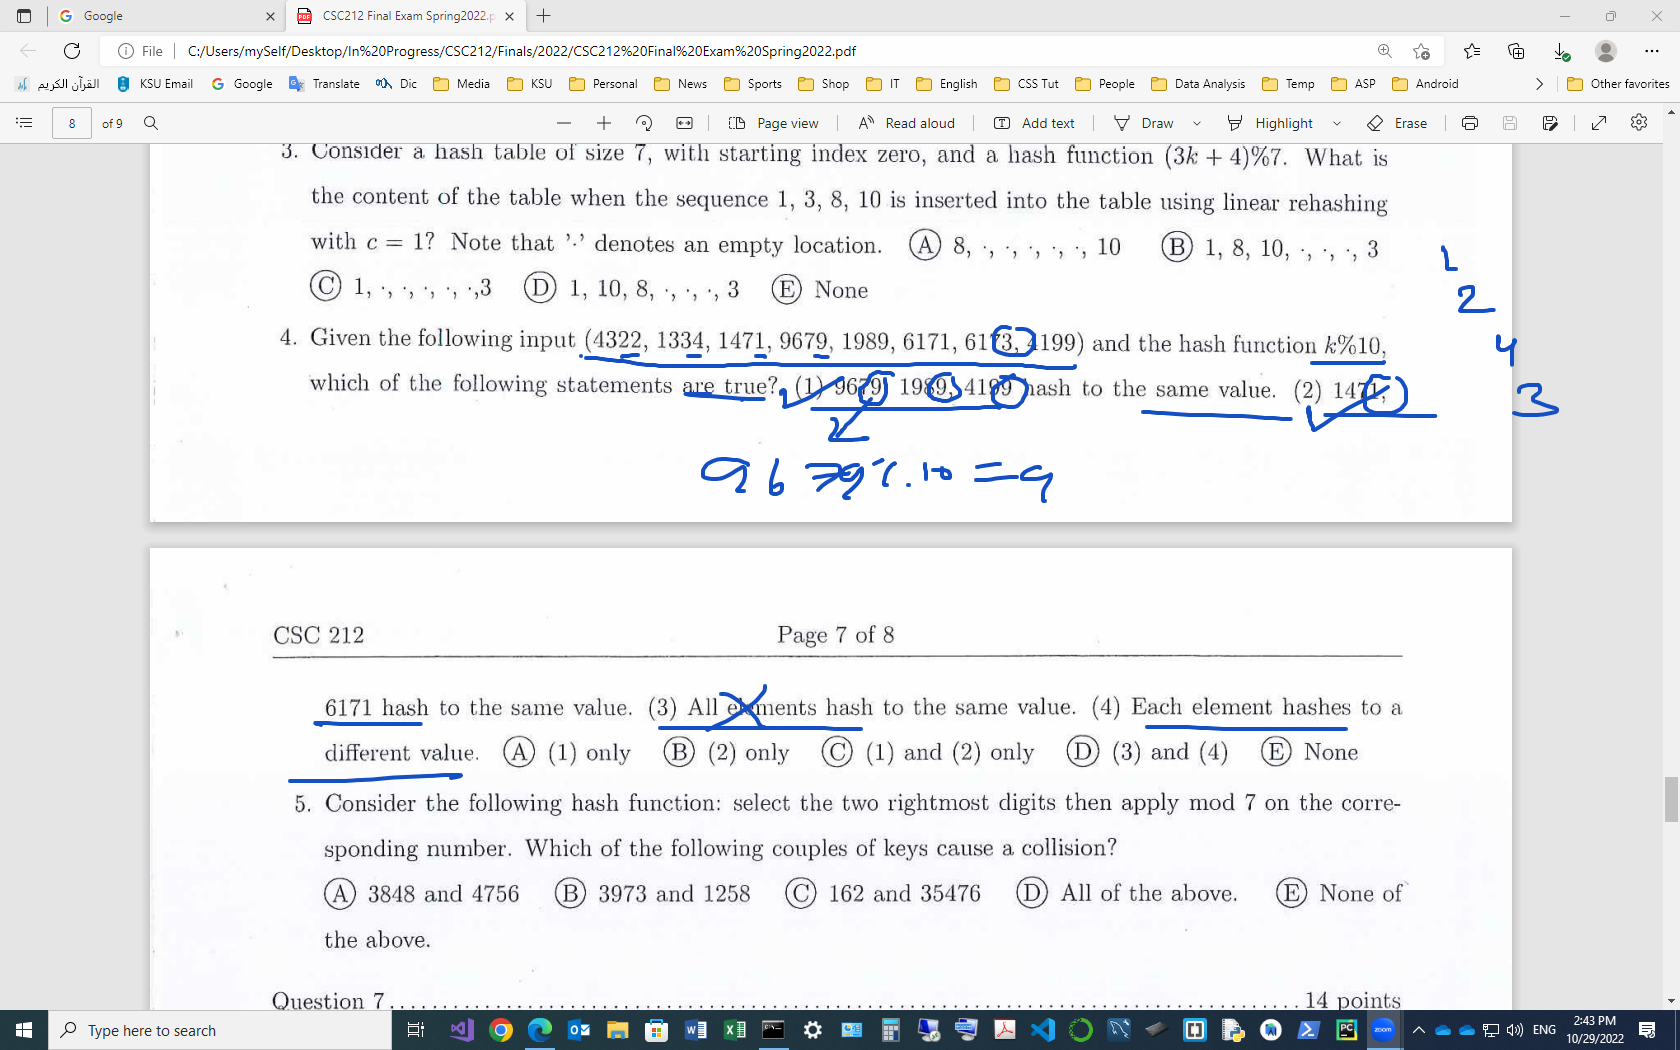 Google
CSC212 Final Exam Spring2022.p
File C:/Users/mySelf/Desktop/In%20Progress/CSC212/Finals/2022/CSC212%20Final%20Exam%20Spring2022.pdf
القرآن الكريم KSU Email Google Translate Dic Media KSU Personal News Sports Shop IT English CSS Tut People Data Analysis Temp ASP Android Other favorites
8 of 9 Page view Read aloud Add text Draw Highlight Erase
3. Consider a hash table of size 7, with starting index zero, and a hash function (3k + 4)%7. What is
the content of the table when the sequence 1, 3, 8, 10 is inserted into the table using linear rehashing
with c = 1? Note that '·' denotes an empty location. A 8, ·, ·, ·, ·, ·, 10 B 1, 8, 10, ·, ·, ·, 3
C 1, ·, ·, ·, ·, ·,3 D 1, 10, 8, ·, ·, ·, 3 E None
1
2
4. Given the following input (4322, 1334, 1471, 9679, 1989, 6171, 6173, 4199) and the hash function k%10,
4
which of the following statements are true? (1) 9679, 1989, 4199 hash to the same value. (2) 1471,
3
9679%10=9
CSC 212 Page 7 of 8
6171 hash to the same value. (3) All elements hash to the same value. (4) Each element hashes to a
different value. A (1) only B (2) only C (1) and (2) only D (3) and (4) E None
5. Consider the following hash function: select the two rightmost digits then apply mod 7 on the corre-
sponding number. Which of the following couples of keys cause a collision?
A 3848 and 4756 B 3973 and 1258 C 162 and 35476 D All of the above. E None of
the above.
Question 7 14 points
Type here to search ENG 2:43 PM
10/29/2022